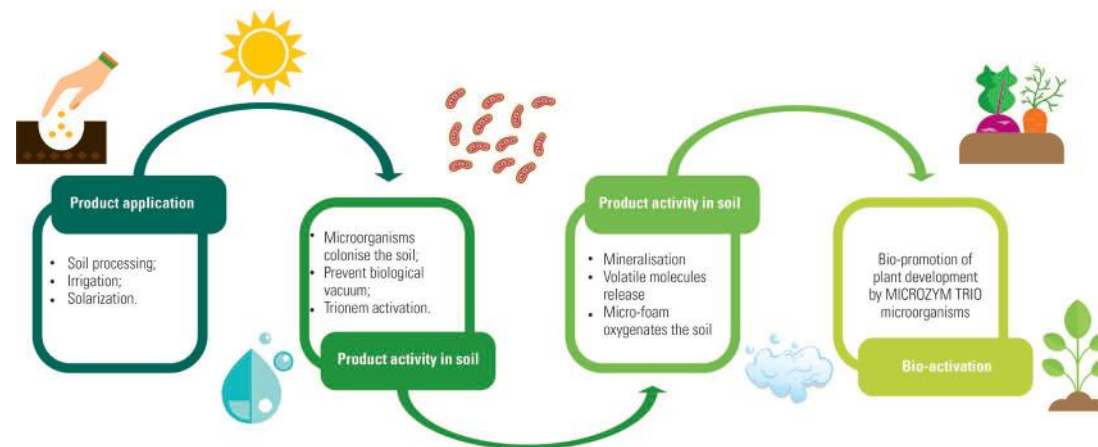 Product application
• Soil processing;
• Irrigation;
• Solarization.
• Microorganisms
colonise the soil;
• Prevent biological
vacuum;
• Trionem activation.
Product activity in soil
Product activity in soil
• Mineralisation
• Volatile molecules
release
• Micro-foam
oxygenates the soil
Bio-promotion of
plant development
by MICROZYM TRIO
microorganisms
Bio-activation